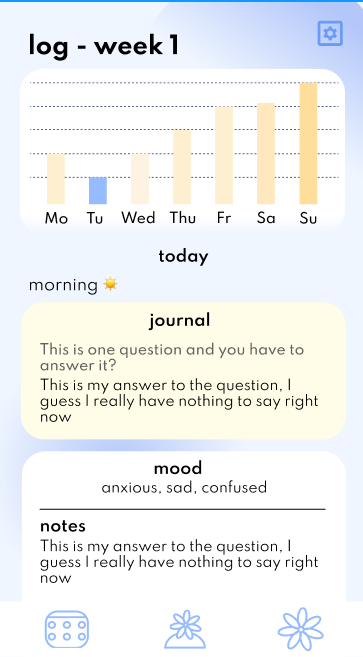 log - week 1
Mo Tu Wed Thu Fr Sa Su
today
morning ☀️
journal
This is one question and you have to
answer it?
This is my answer to the question, I
guess I really have nothing to say right
now
mood
anxious, sad, confused
notes
This is my answer to the question, I
guess I really have nothing to say right
now